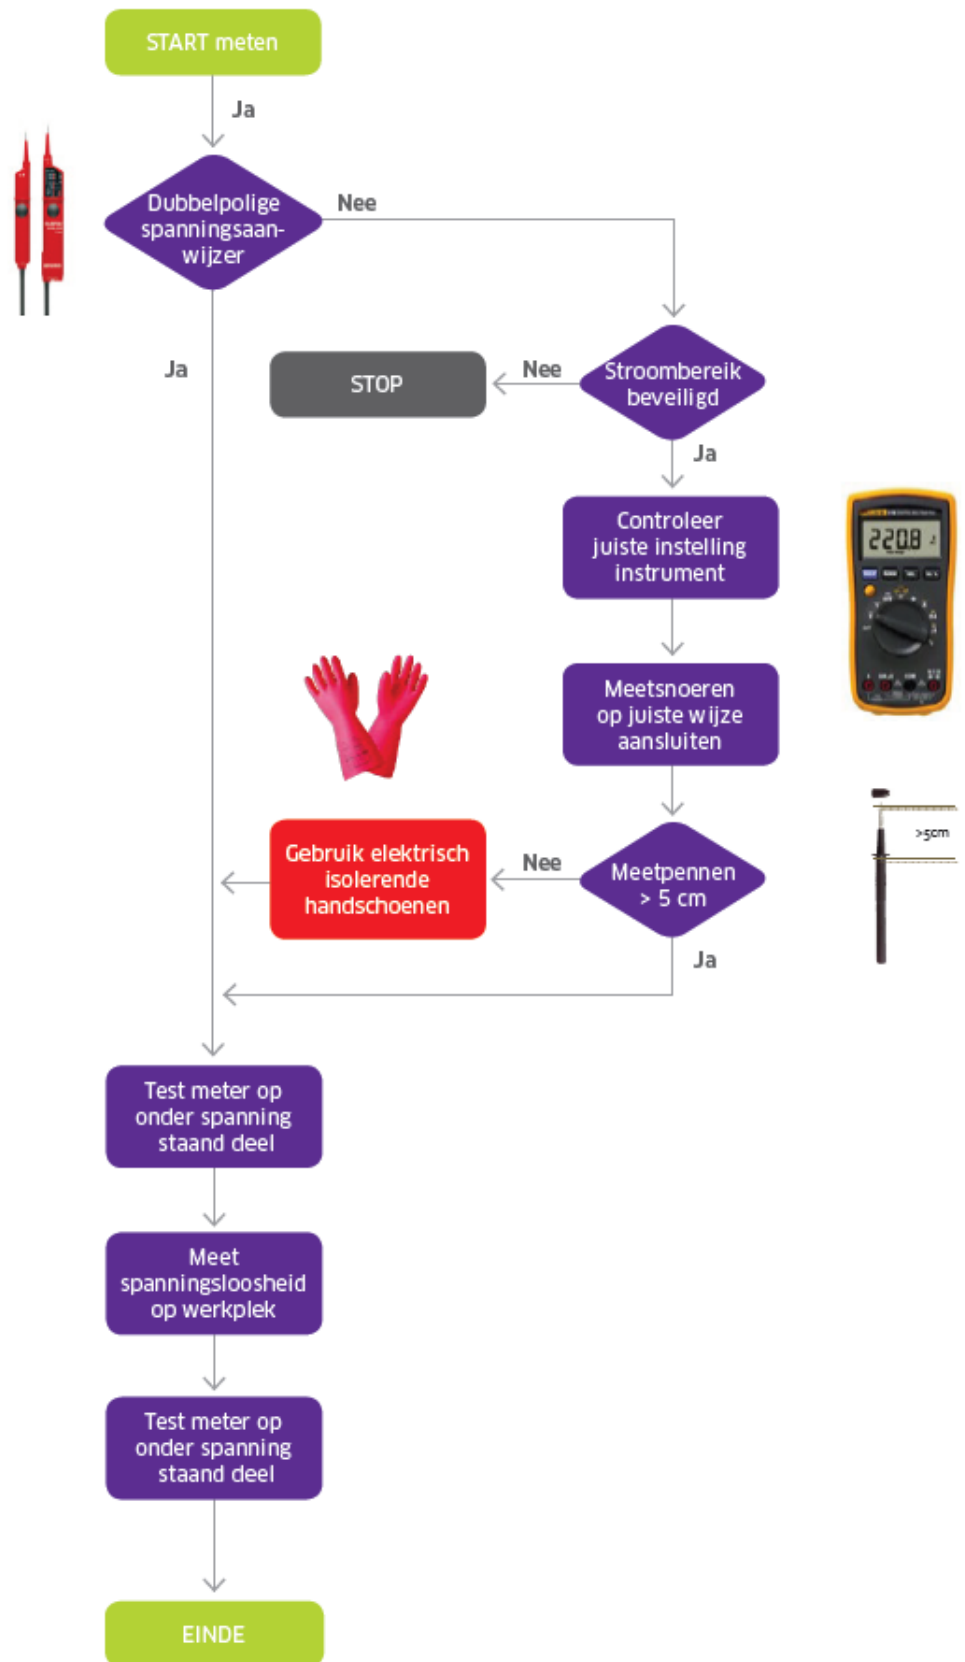 START meten
Ja
Dubbelpolige
spanningsaan-
wijzer
Nee
Ja
STOP
Nee
Stroombereik
beveiligd
Ja
Controleer
juiste instelling
instrument
220.8
Meetsnoeren
op juiste wijze
aansluiten
>5cm
Gebruik elektrisch
isolerende
handschoenen
Nee
Meetpennen
> 5 cm
Ja
Test meter op
onder spanning
staand deel
Meet
spanningsloosheid
op werkplek
Test meter op
onder spanning
staand deel
EINDE